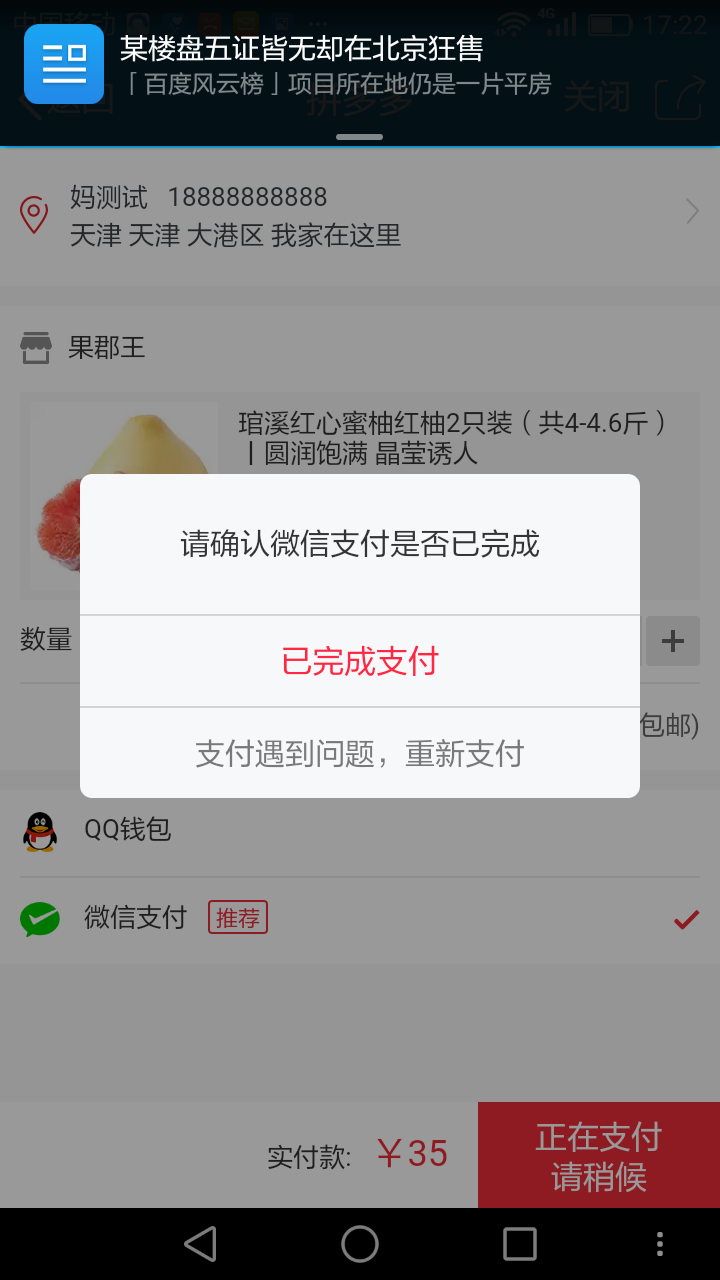 中国移动
4G
17:22
某楼盘五证皆无却在北京狂售
「百度风云榜」项目所在地仍是一片平房
返回
拼多多
关闭
妈测试 18888888888
天津 天津 大港区 我家在这里
果郡王
琯溪红心蜜柚红柚2只装（共4-4.6斤）
丨圆润饱满 晶莹诱人
请确认微信支付是否已完成
数量
+
已完成支付
包邮)
支付遇到问题，重新支付
QQ钱包
微信支付 推荐
实付款: ￥35
正在支付
请稍候